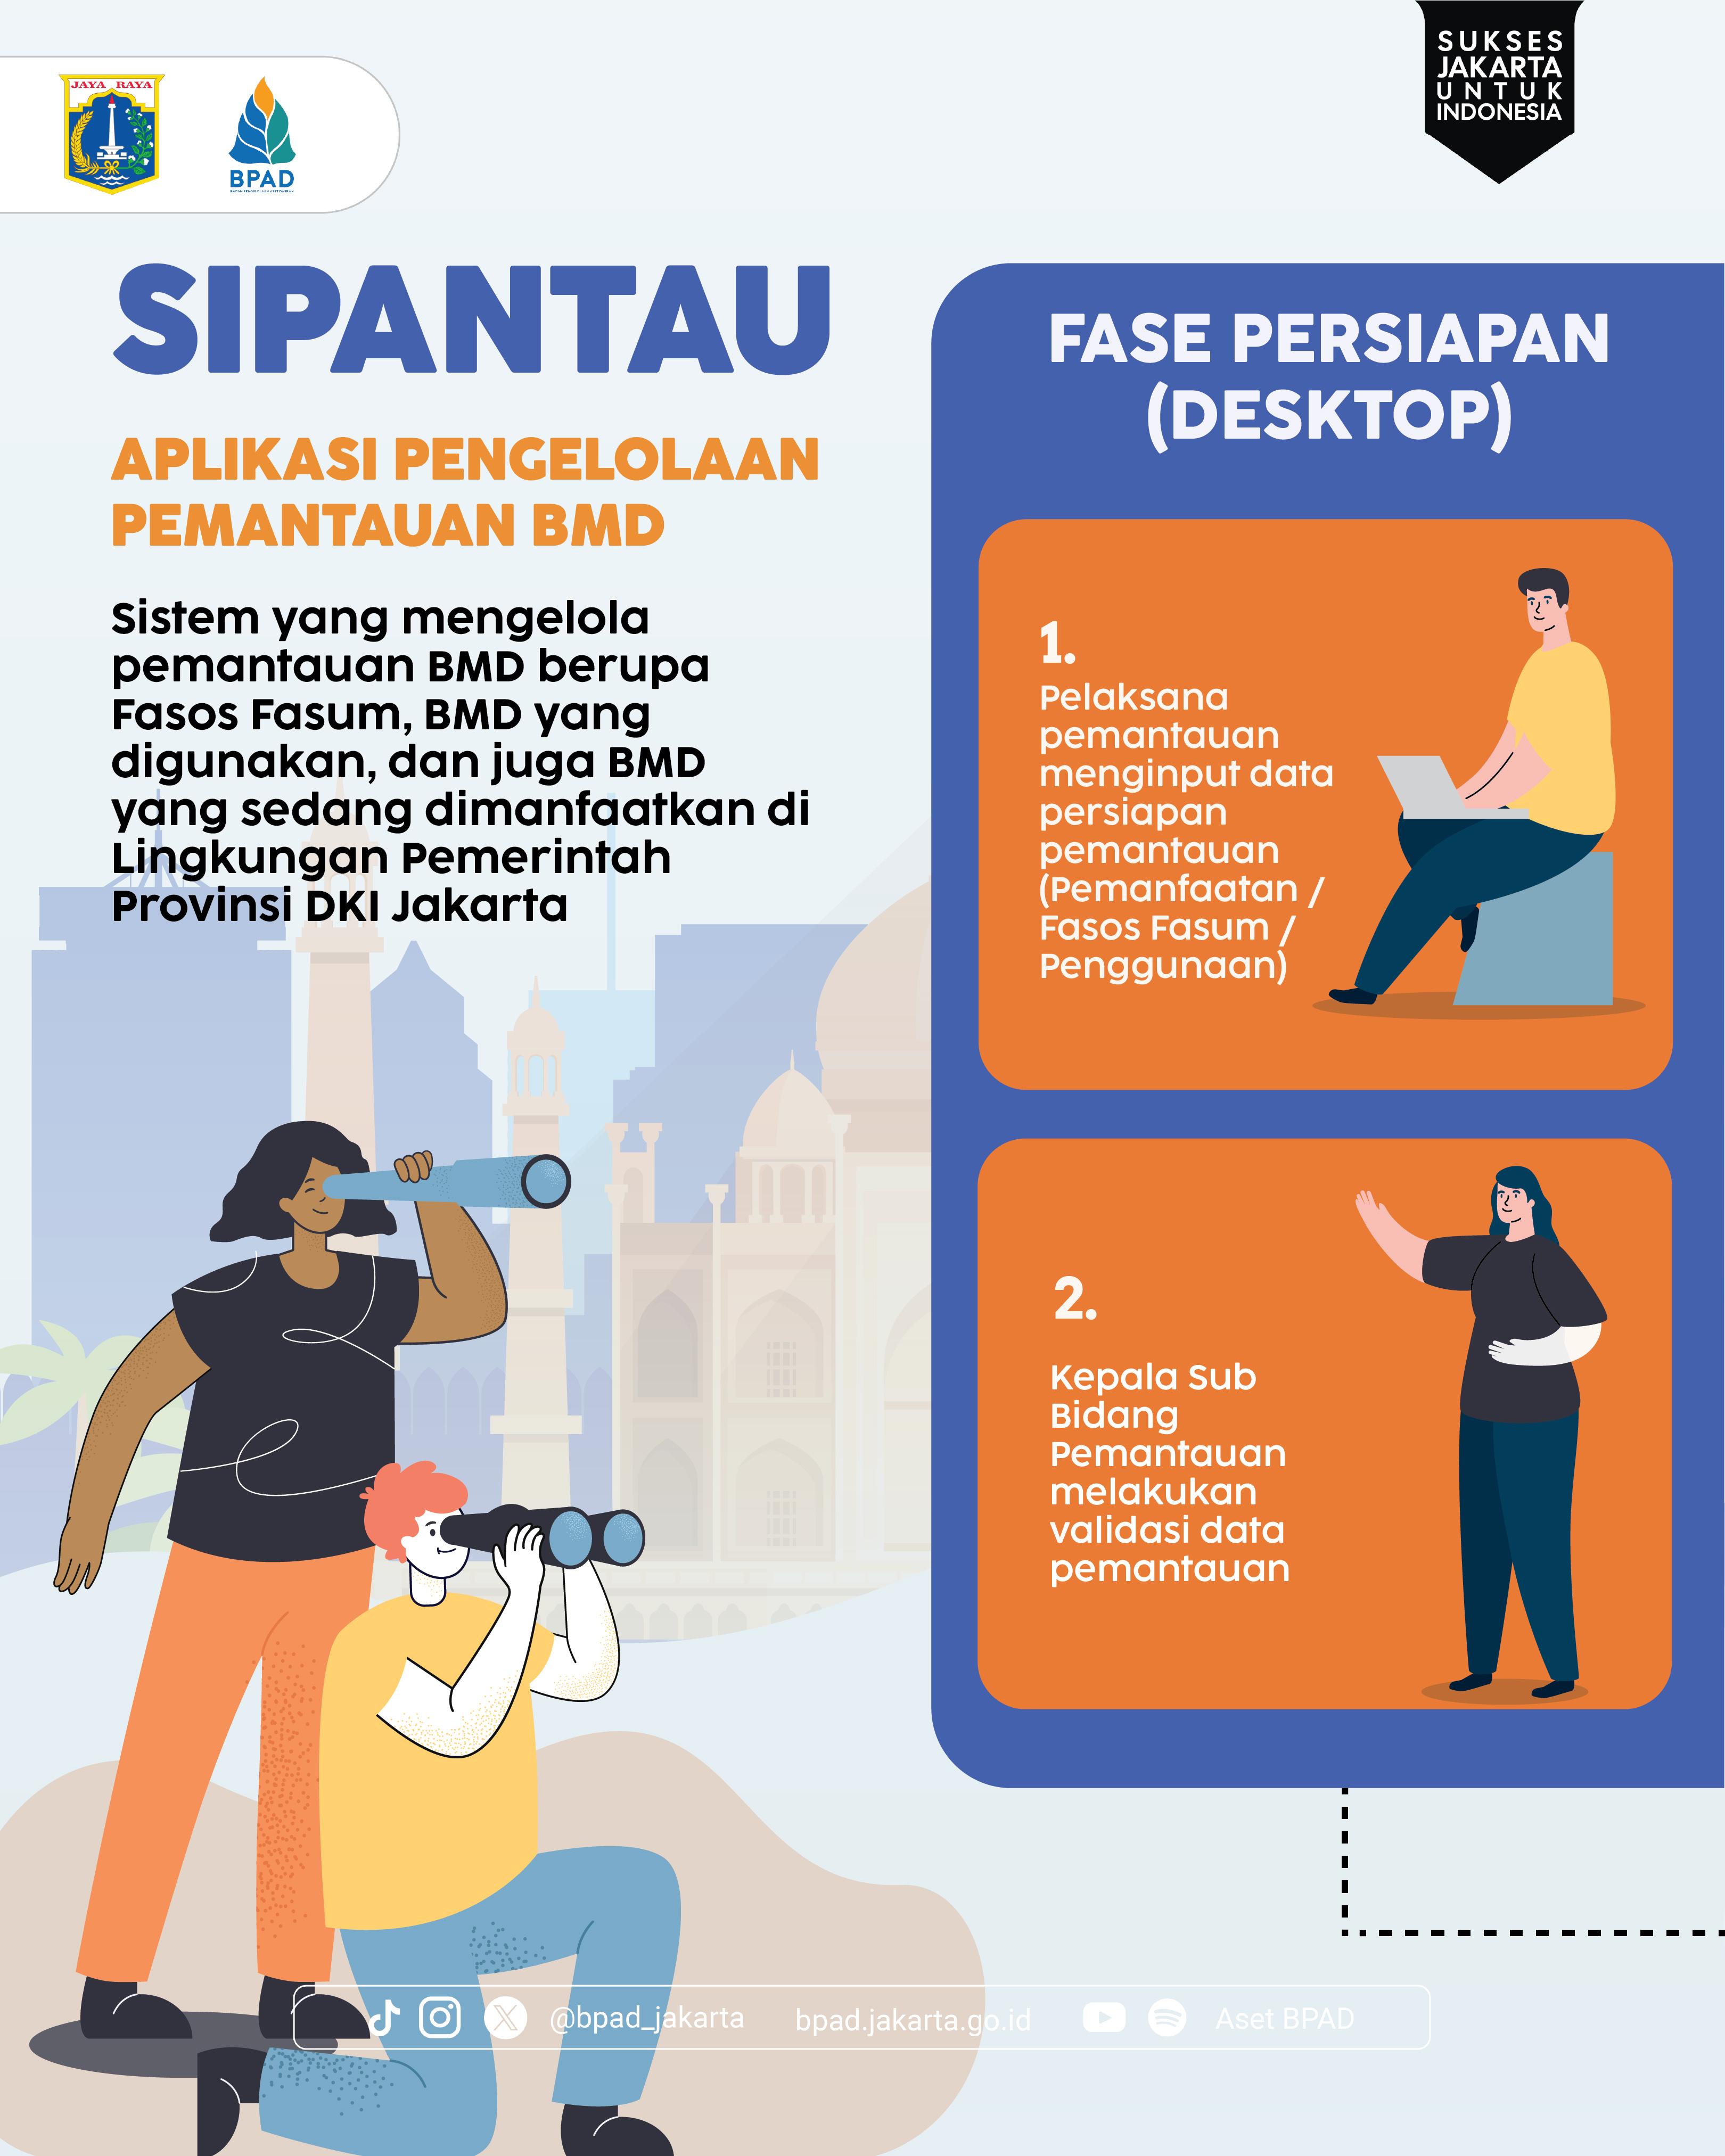 JAYA RAYA
BPAD
SUKSES
JAKARTA
UNTUK
INDONESIA
SIPANTAU
APLIKASI PENGELOLAAN
PEMANTAUAN BMD
Sistem yang mengelola
pemantauan BMD berupa
Fasos Fasum, BMD yang
digunakan, dan juga BMD
yang sedang dimanfaatkan di
Lingkungan Pemerintah
Provinsi DKI Jakarta
FASE PERSIAPAN
(DESKTOP)
1.
Pelaksana
pemantauan
menginput data
persiapan
pemantauan
(Pemanfaatan /
Fasos Fasum /
Penggunaan)
2.
Kepala Sub
Bidang
Pemantauan
melakukan
validasi data
pemantauan
@bpad_jakarta
bpad.jakarta.go.id
Aset BPAD